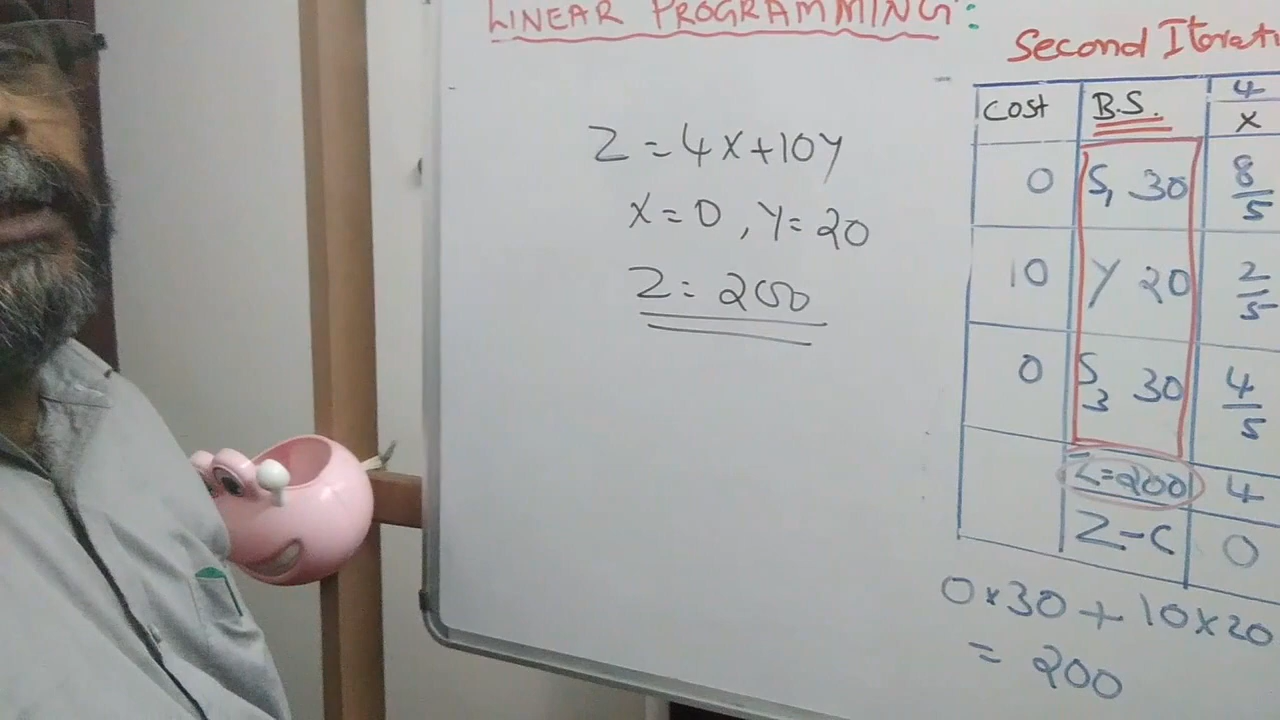 LINEAR PROGRAMMING:
Z = 4X+10Y
X = 0 , Y = 20
Z = 200
Second Iterati
Cost B.S. 4
X
0 S1 30 8/5
10 Y 20 2/5
0 S3 30 4/5
Z=200 4
Z-C 0
0×30 + 10×20
= 200